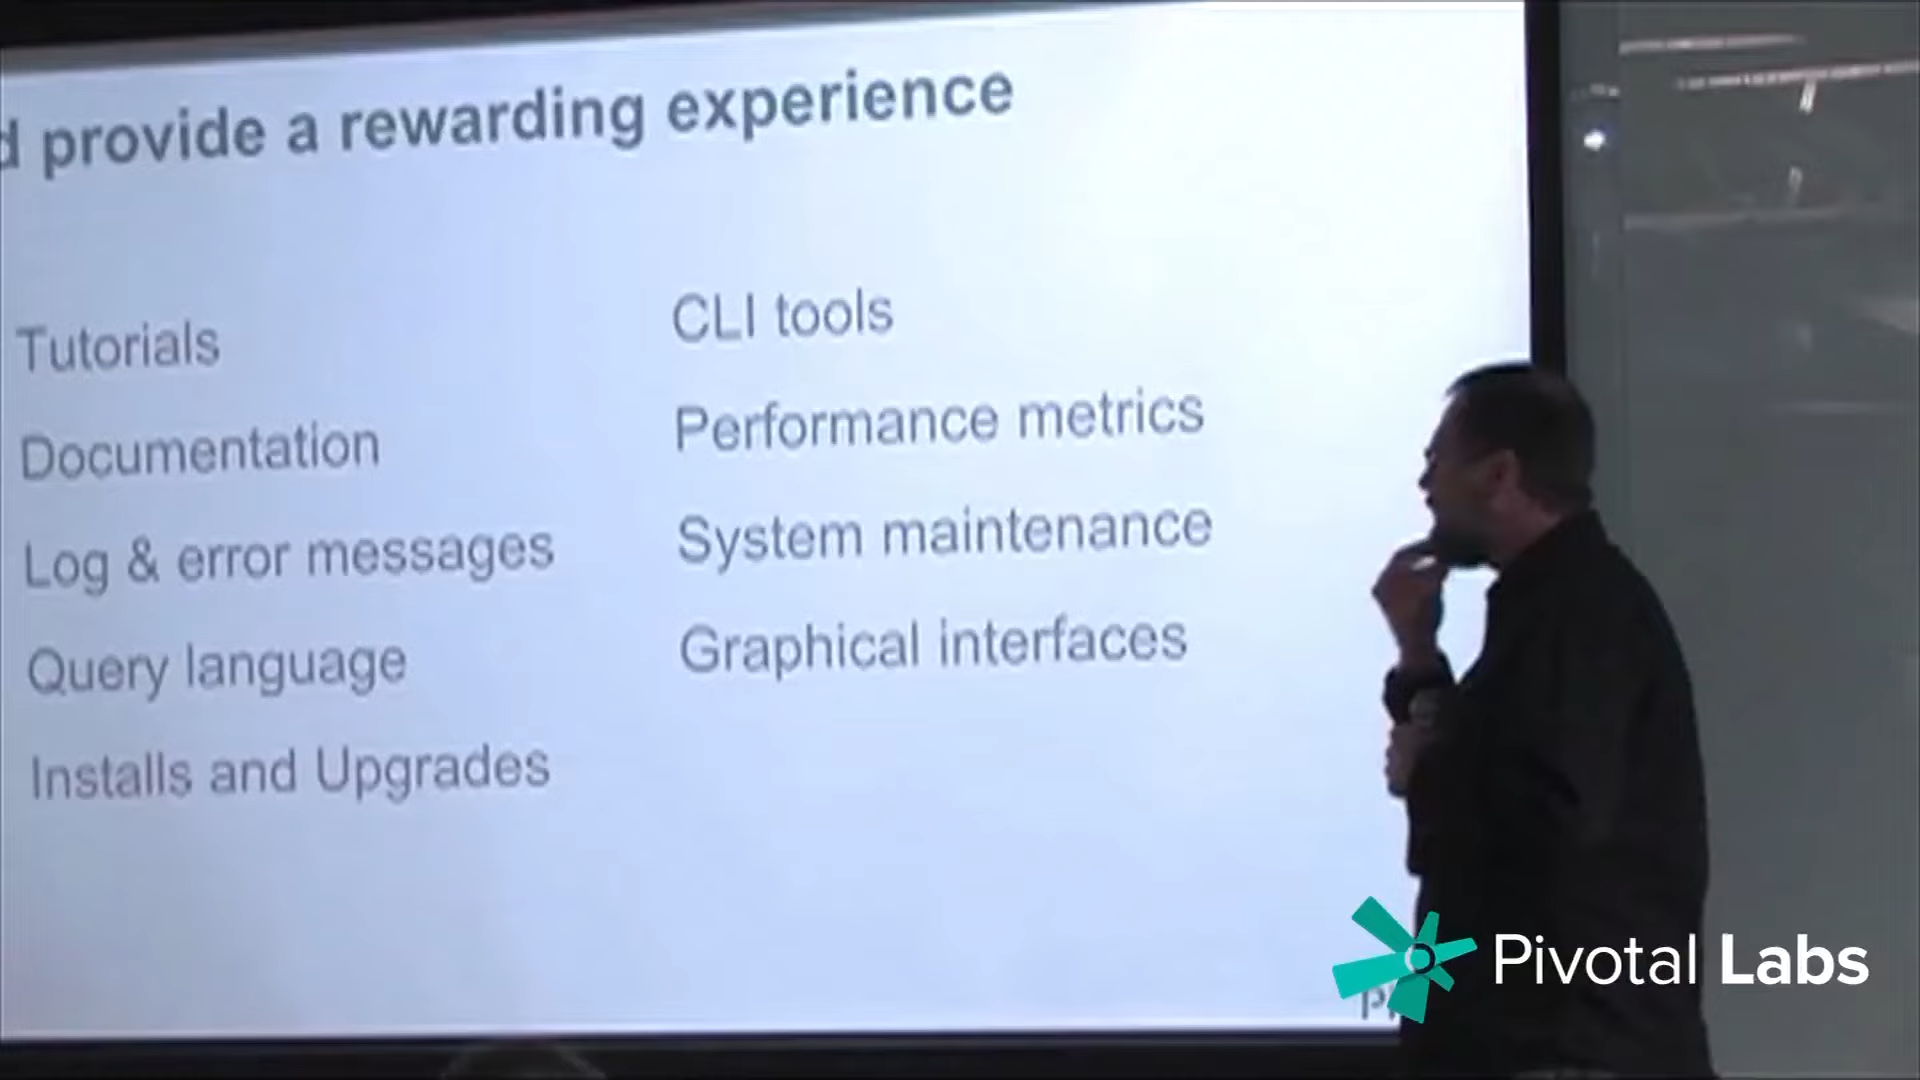 d provide a rewarding experience
Tutorials
Documentation
Log & error messages
Query language
Installs and Upgrades
CLI tools
Performance metrics
System maintenance
Graphical interfaces
Pivotal Labs